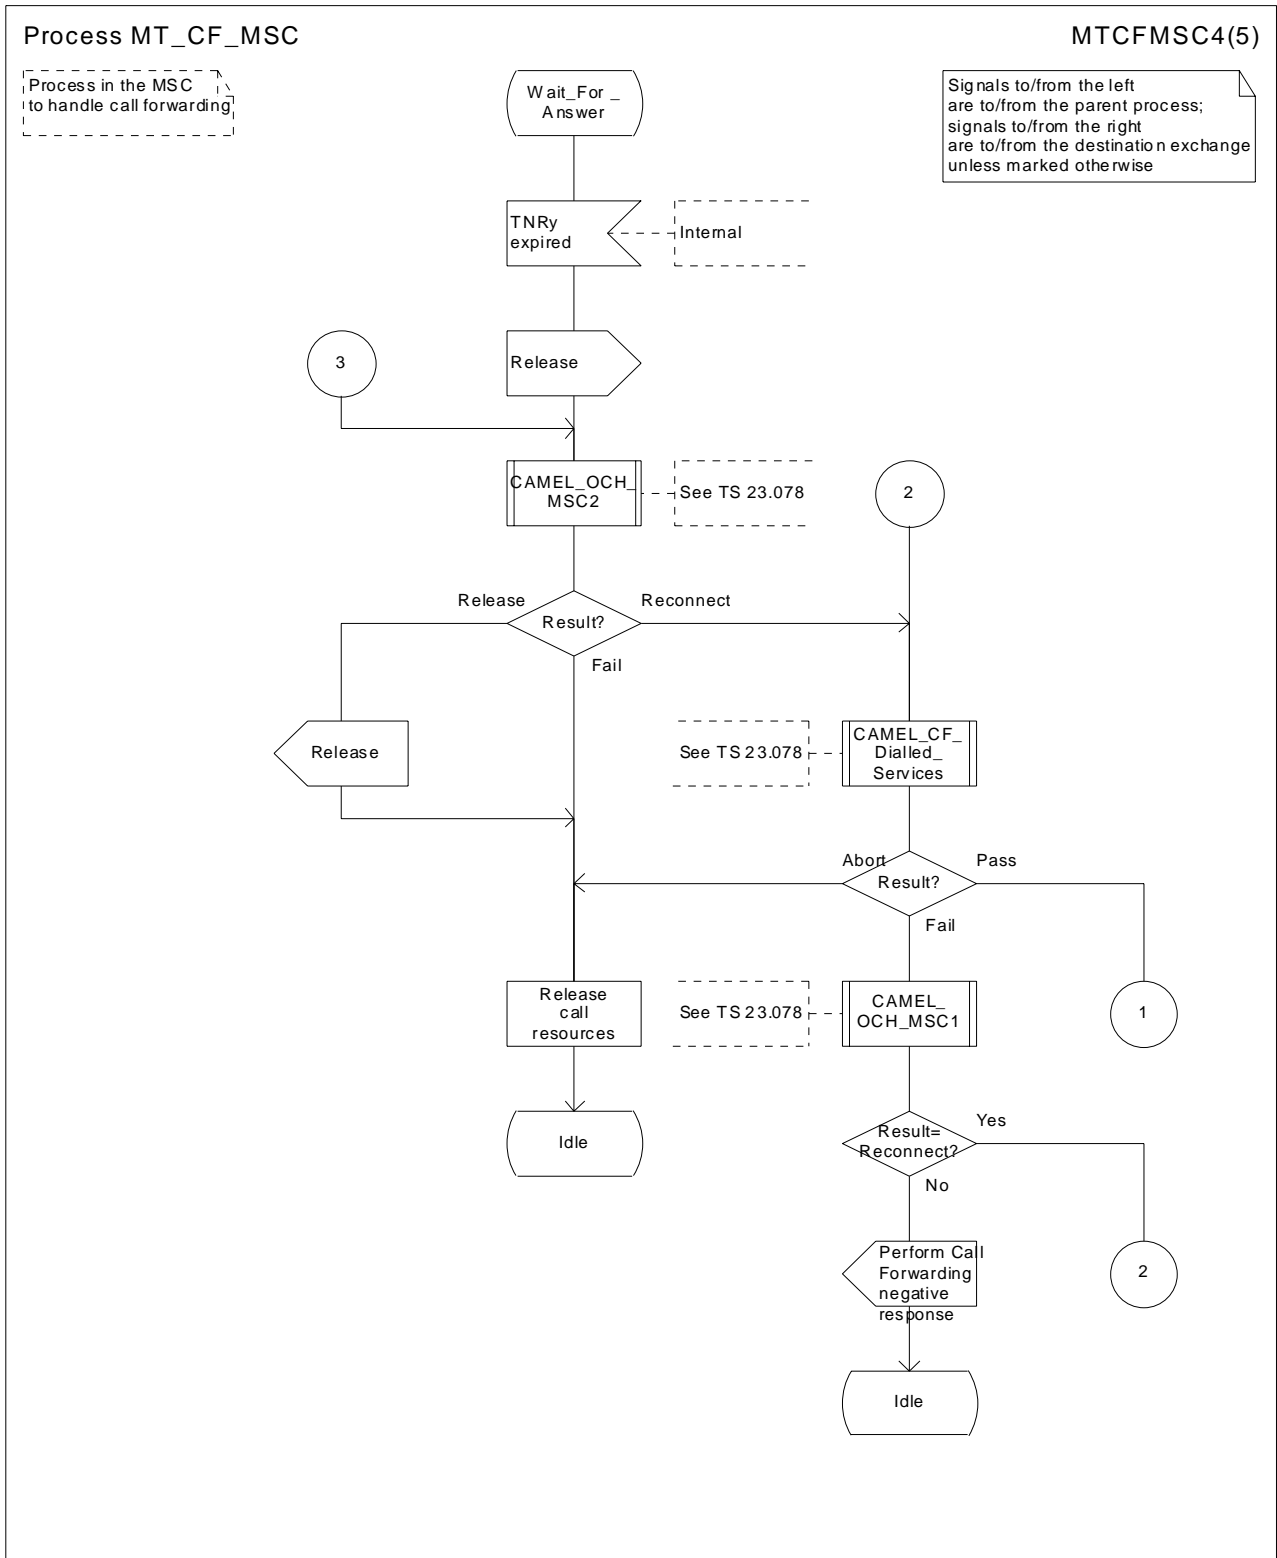 Process MT_CF_MSC
MTCFMSC4(5)
Process in the MSC
to handle call forwarding
Signals to/from the left
are to/from the parent process;
signals to/from the right
are to/from the destination exchange
unless marked otherwise
Wait_For_
Answer
TNRy
expired
Internal
3
Release
CAMEL_OCH_
MSC2
See TS 23.078
2
Release
Result?
Reconnect
Fail
Release
See TS 23.078
CAMEL_CF_
Dialled_
Services
Abort
Result?
Pass
Fail
Release
call
resources
See TS 23.078
CAMEL_
OCH_MSC1
1
Idle
Result=
Reconnect?
Yes
No
Perform Call
Forwarding
negative
response
2
Idle